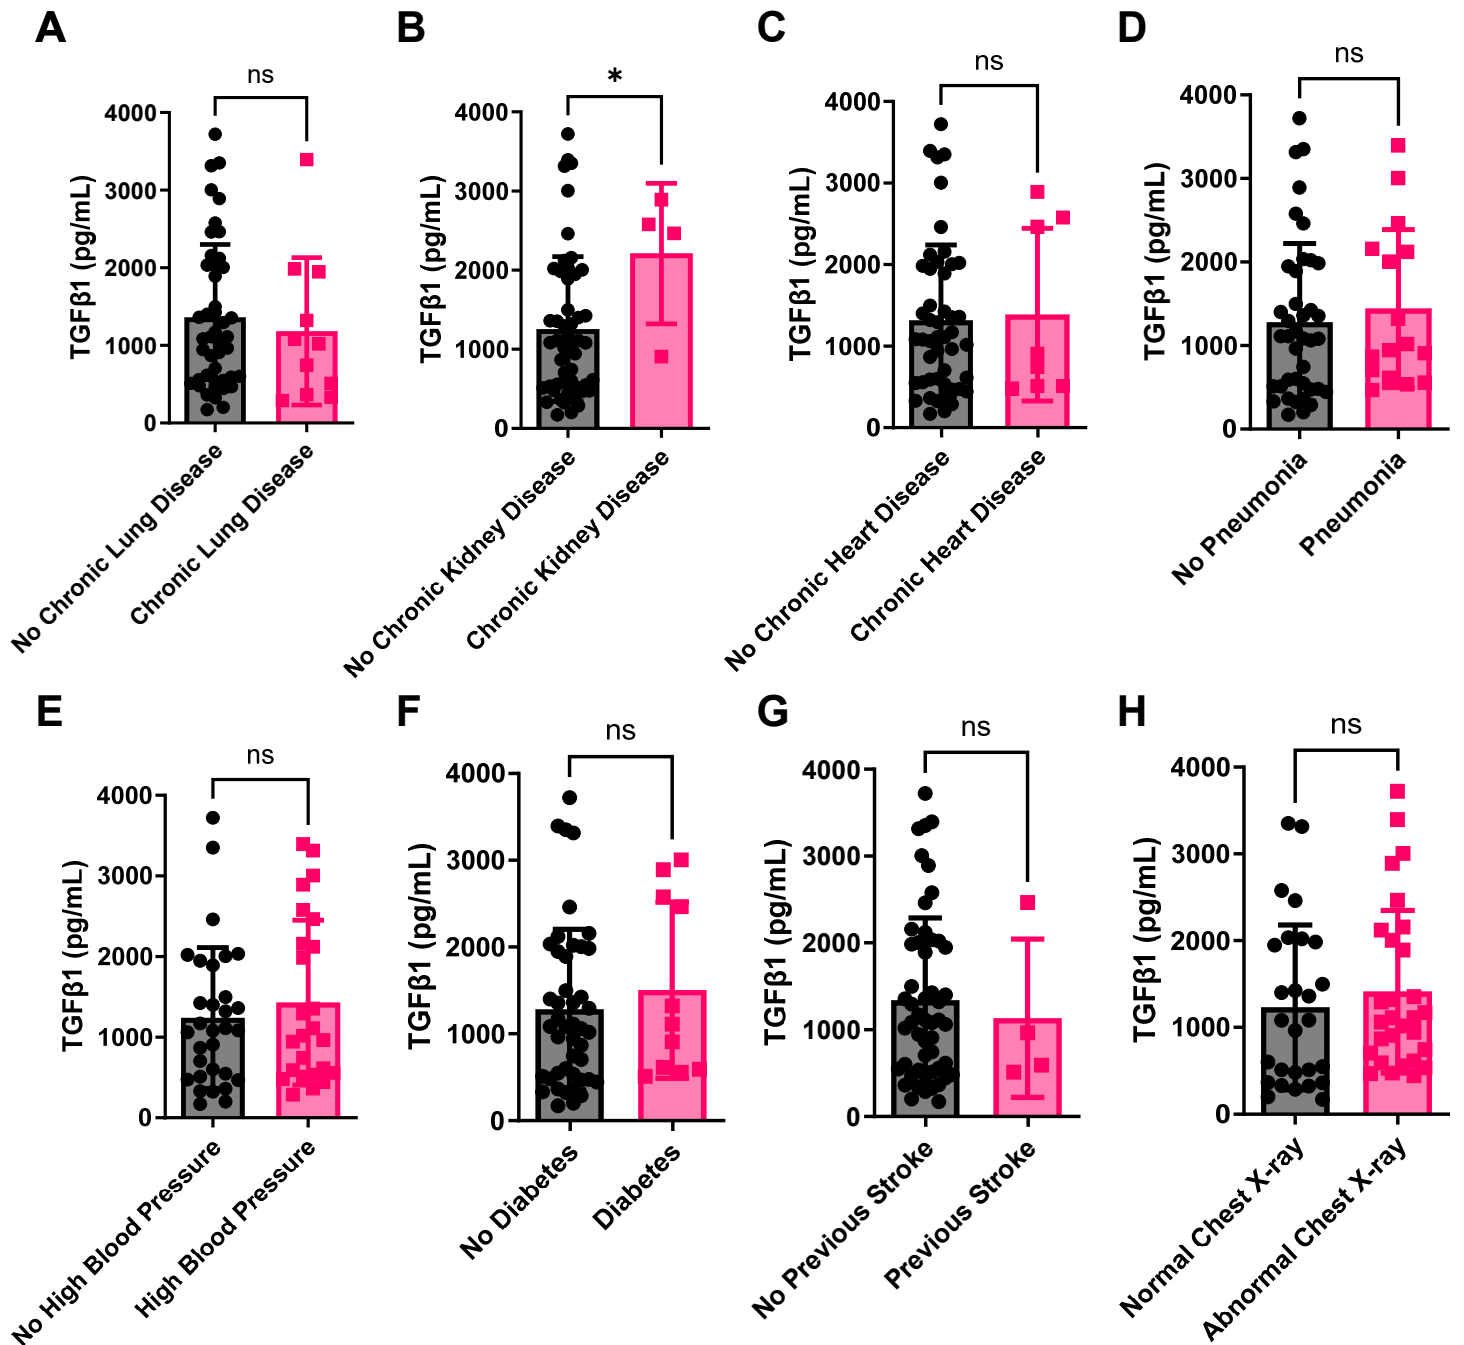 A
ns
TGFβ1 (pg/mL)
4000
3000
2000
1000
0
No Chronic Lung Disease
Chronic Lung Disease
B
*
TGFβ1 (pg/mL)
4000
3000
2000
1000
0
No Chronic Kidney Disease
Chronic Kidney Disease
C
ns
TGFβ1 (pg/mL)
4000
3000
2000
1000
0
No Chronic Heart Disease
Chronic Heart Disease
D
ns
TGFβ1 (pg/mL)
4000
3000
2000
1000
0
No Pneumonia
Pneumonia
E
ns
TGFβ1 (pg/mL)
4000
3000
2000
1000
0
No High Blood Pressure
High Blood Pressure
F
ns
TGFβ1 (pg/mL)
4000
3000
2000
1000
0
No Diabetes
Diabetes
G
ns
TGFβ1 (pg/mL)
4000
3000
2000
1000
0
No Previous Stroke
Previous Stroke
H
ns
TGFβ1 (pg/mL)
4000
3000
2000
1000
0
Normal Chest X-ray
Abnormal Chest X-ray